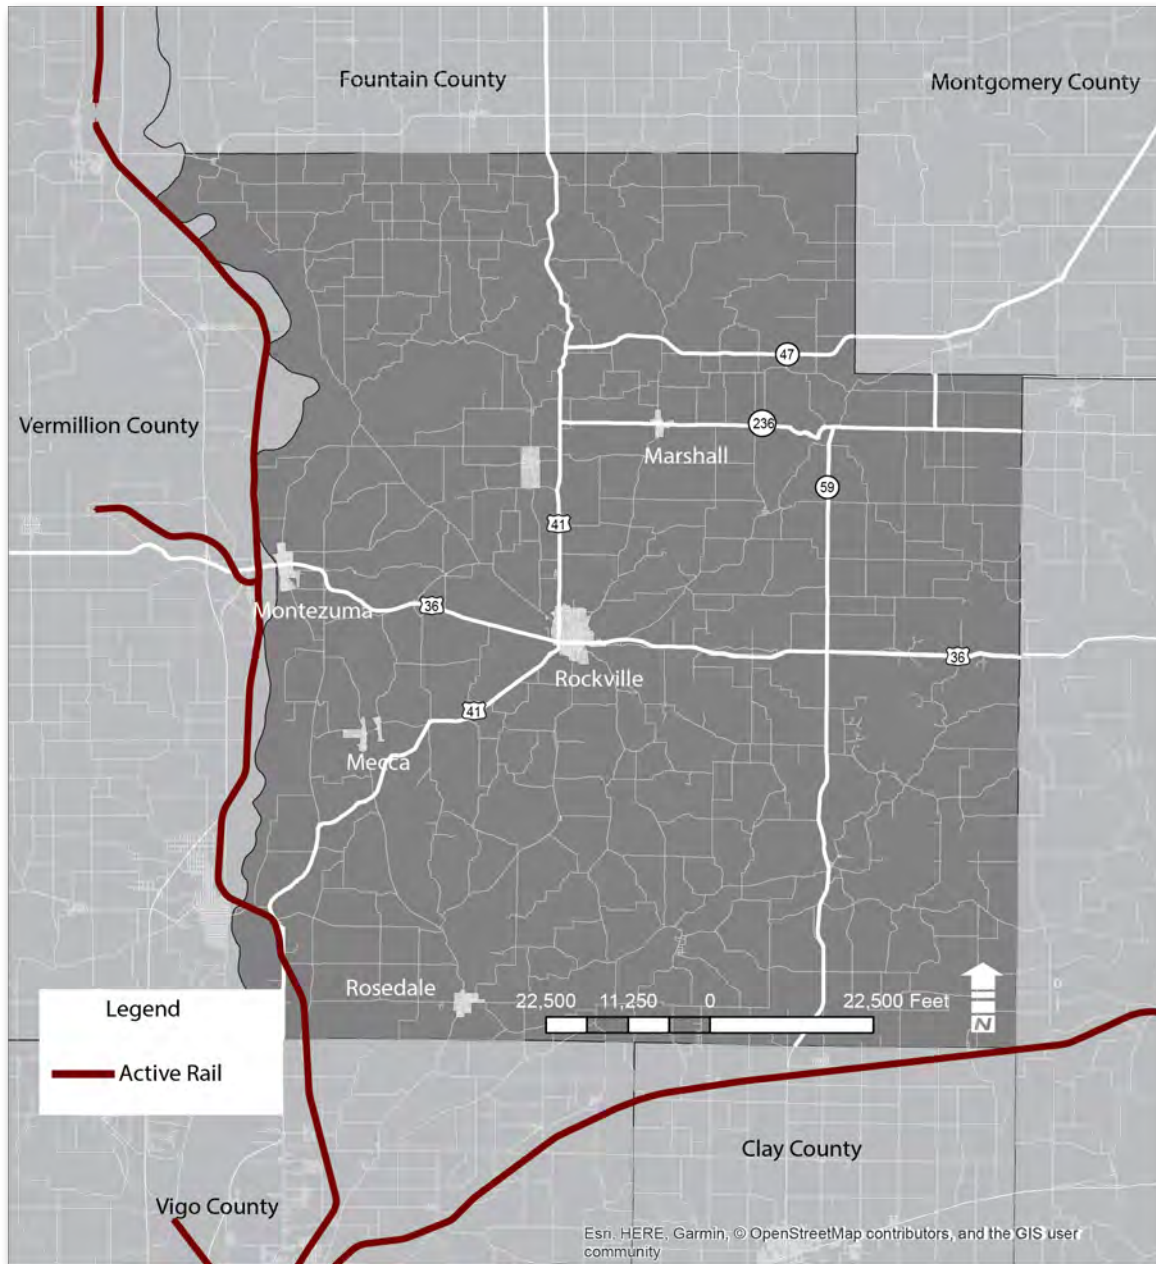 Fountain County
Montgomery County
47
Vermillion County
236
Marshall
59
41
Montezuma
36
36
Rockville
41
Mecca
Rosedale
22,500 11,250 0 22,500 Feet
N
Legend
Active Rail
Clay County
Vigo County
Esri, HERE, Garmin, © OpenStreetMap contributors, and the GIS user
community